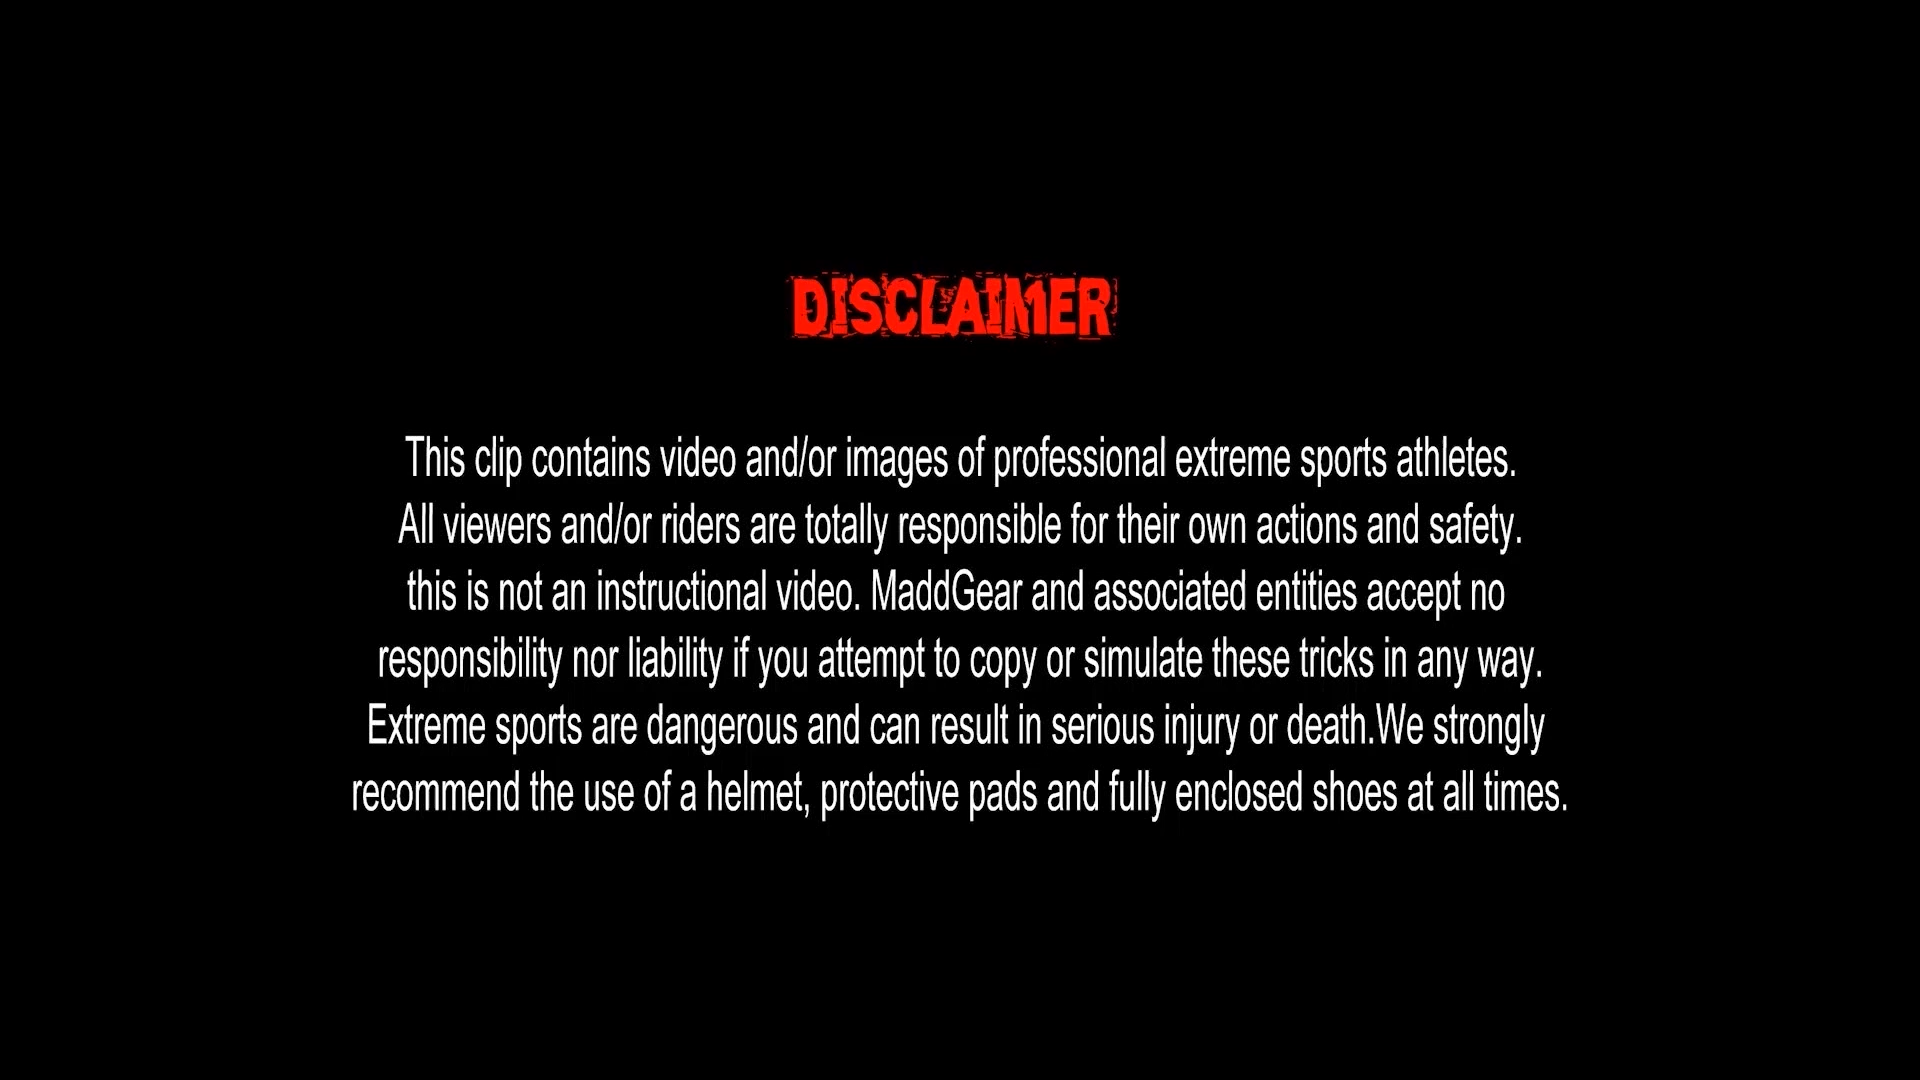 DISCLAIMER
This clip contains video and/or images of professional extreme sports athletes.
All viewers and/or riders are totally responsible for their own actions and safety.
this is not an instructional video. MaddGear and associated entities accept no
responsibility nor liability if you attempt to copy or simulate these tricks in any way.
Extreme sports are dangerous and can result in serious injury or death.We strongly
recommend the use of a helmet, protective pads and fully enclosed shoes at all times.